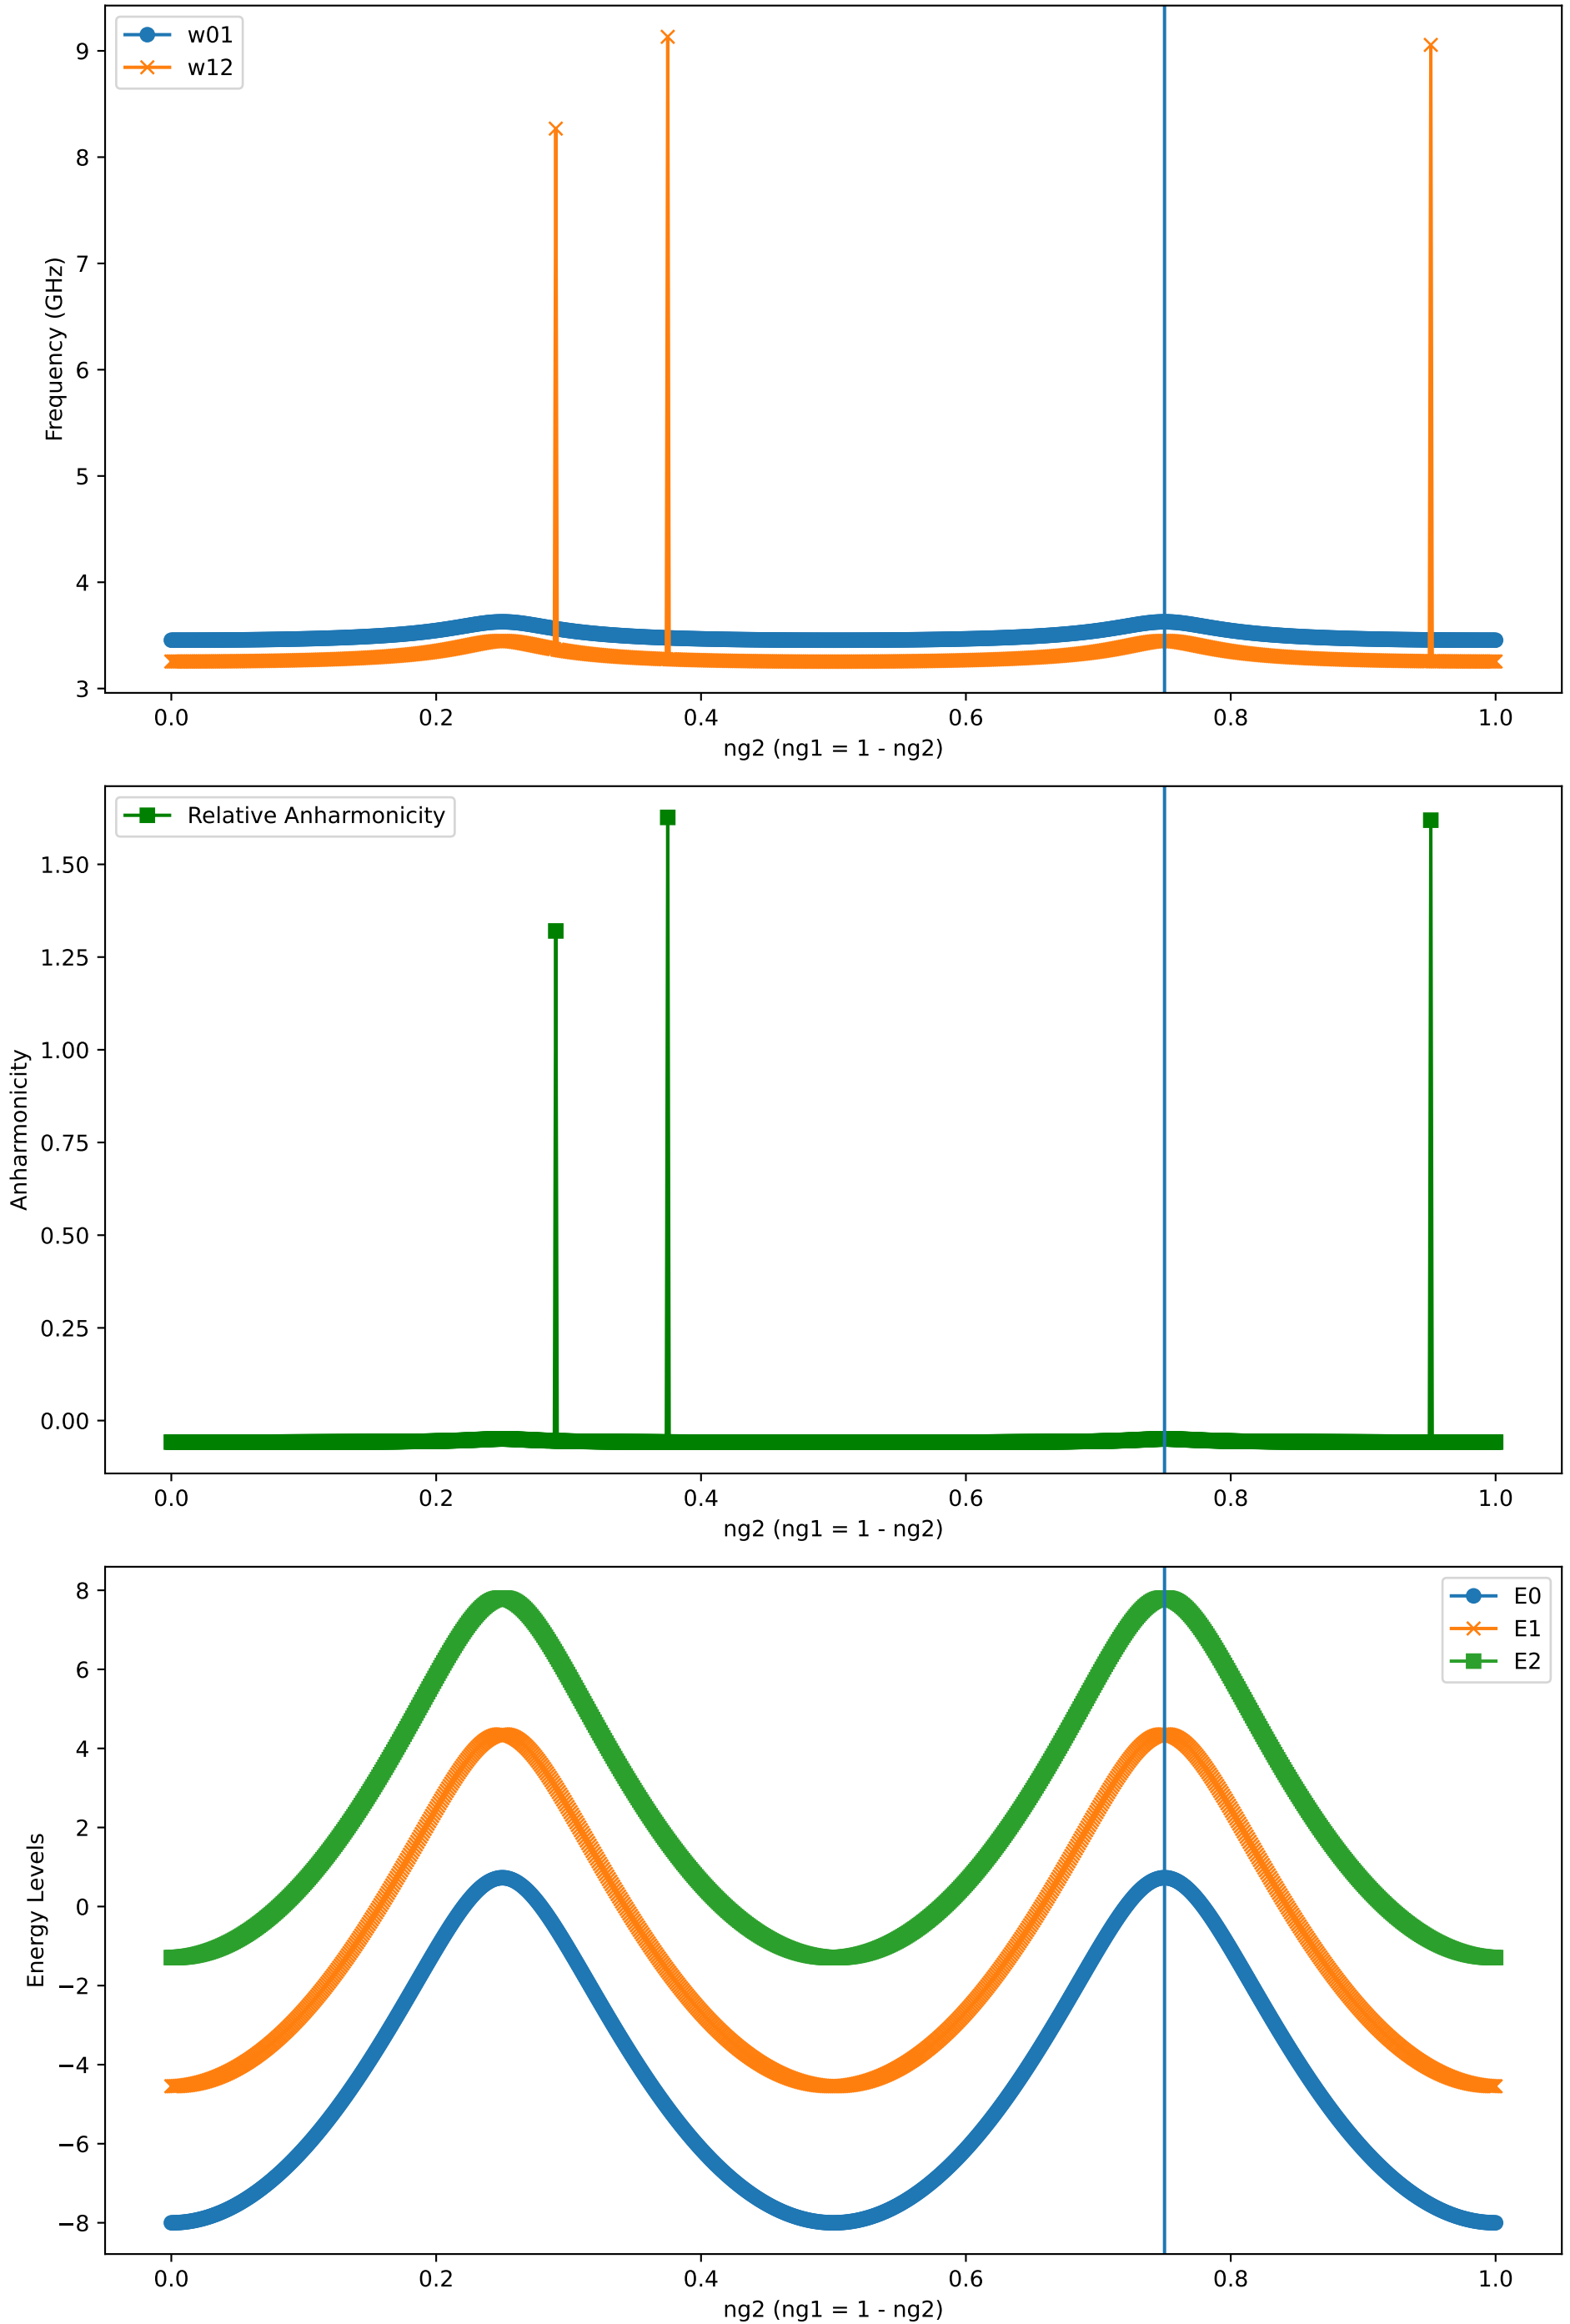 w01
w12
9
8
7
6
5
4
3
Frequency (GHz)
0.0 0.2 0.4 0.6 0.8 1.0
ng2 (ng1 = 1 - ng2)
Relative Anharmonicity
1.50
1.25
1.00
0.75
0.50
0.25
0.00
Anharmonicity
0.0 0.2 0.4 0.6 0.8 1.0
ng2 (ng1 = 1 - ng2)
E0
E1
E2
8
6
4
2
0
−2
−4
−6
−8
Energy Levels
0.0 0.2 0.4 0.6 0.8 1.0
ng2 (ng1 = 1 - ng2)